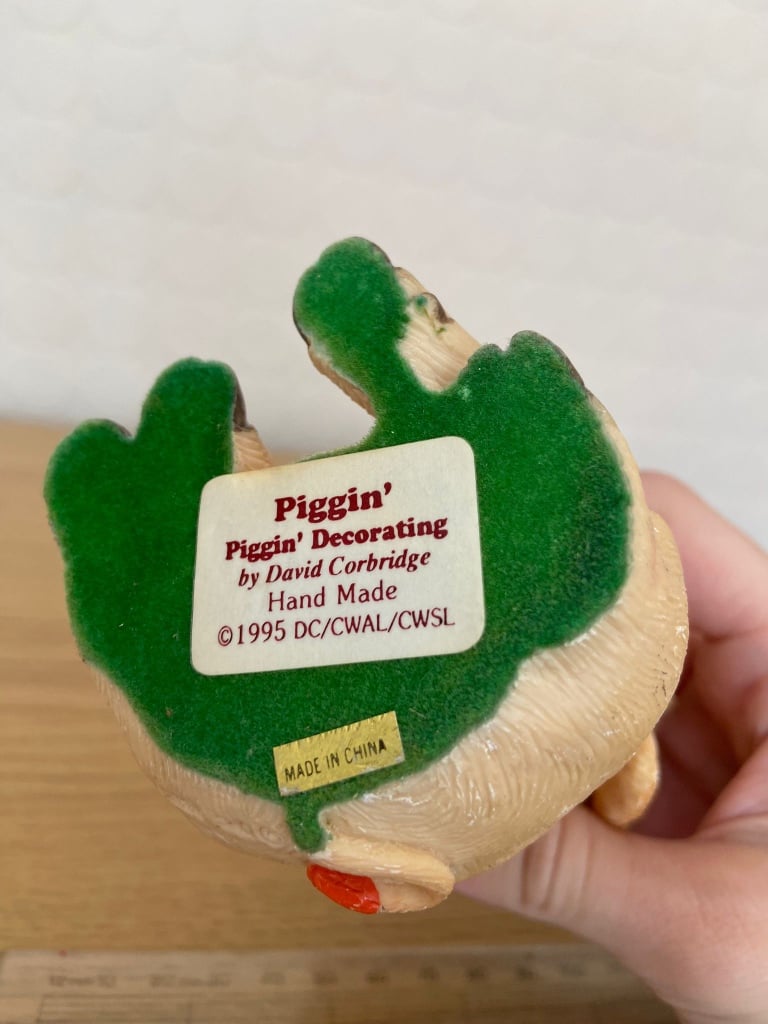 Piggin'
Piggin' Decorating
by David Corbridge
Hand Made
©1995 DC/CWAL/CWSL
MADE IN CHINA